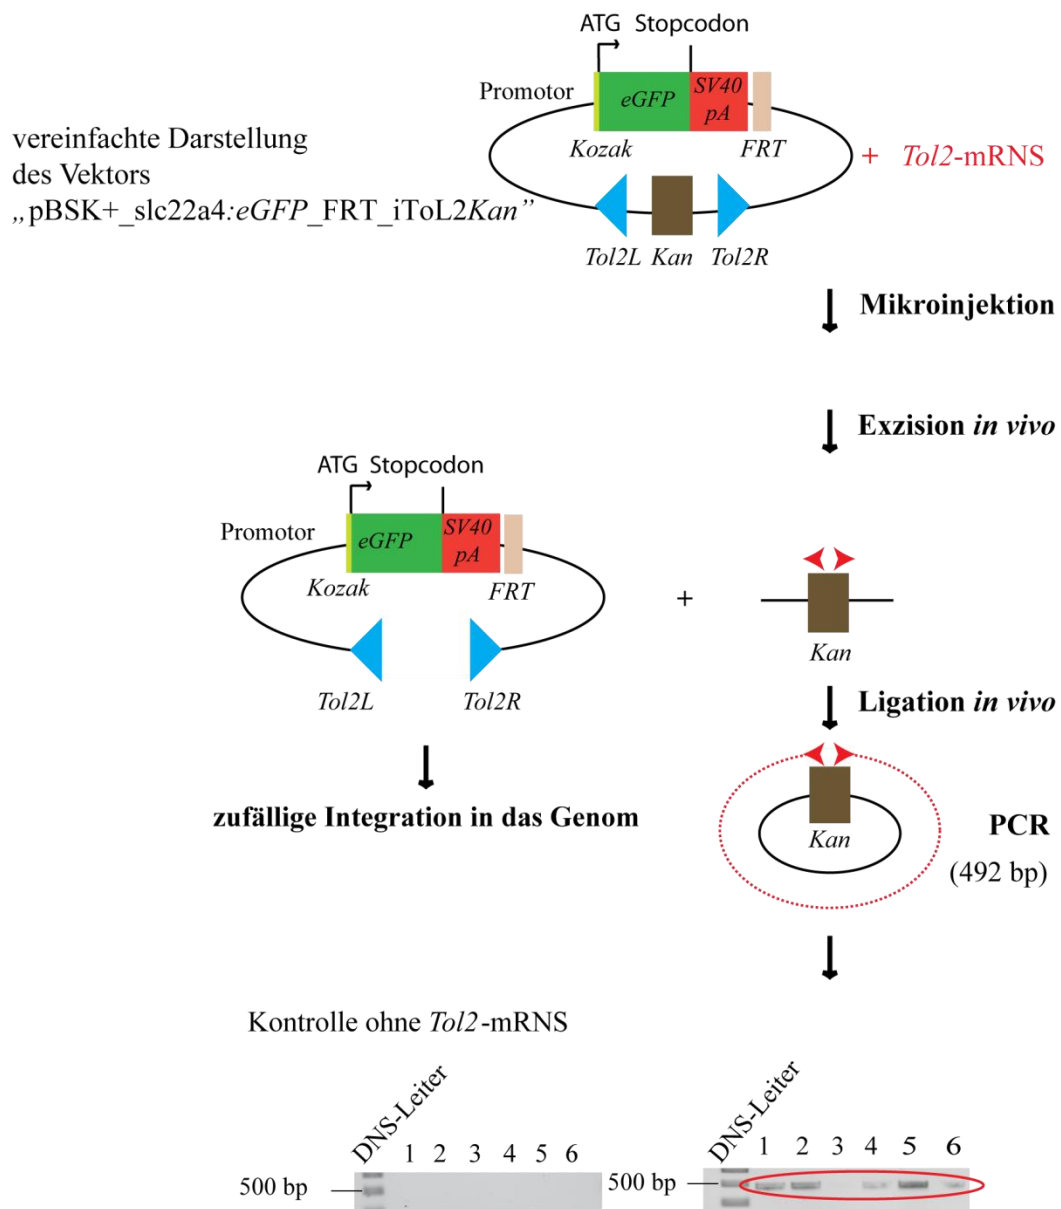 ATG Stopcodon
Promotor
eGFP
SV40
pA
Kozak
FRT
vereinfachte Darstellung
des Vektors
„pBSK+_slc22a4:eGFP_FRT_iToL2Kan”
+ Tol2-mRNS
Tol2L Kan Tol2R
Mikroinjektion
Exzision in vivo
ATG Stopcodon
Promotor
eGFP
SV40
pA
Kozak
FRT
+
Kan
Tol2L
Tol2R
Ligation in vivo
zufällige Integration in das Genom
Kan
PCR
(492 bp)
Kontrolle ohne Tol2-mRNS
DNS-Leiter
1 2 3 4 5 6
500 bp
DNS-Leiter
1 2 3 4 5 6
500 bp